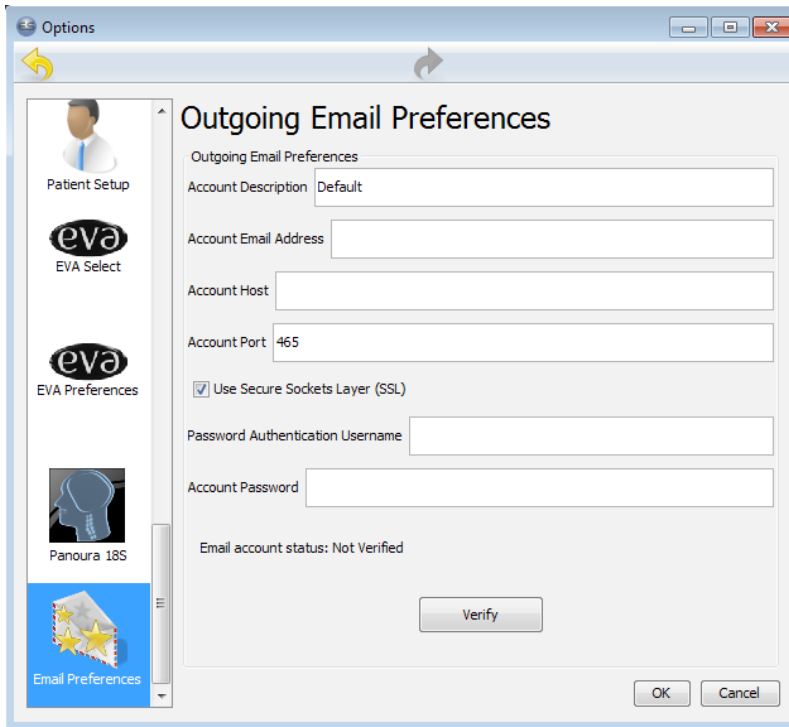 Options
Patient Setup
eva
EVA Select
eva
EVA Preferences
Panoura 18S
Email Preferences
Outgoing Email Preferences
Outgoing Email Preferences
Account Description Default
Account Email Address
Account Host
Account Port 465
Use Secure Sockets Layer (SSL)
Password Authentication Username
Account Password
Email account status: Not Verified
Verify
OK Cancel